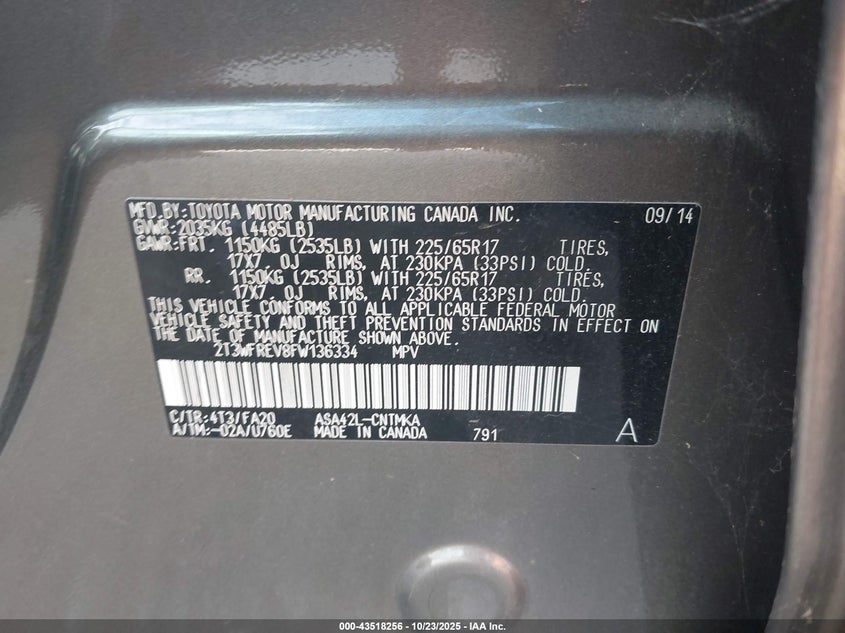 MFD.BY:TOYOTA MOTOR MANUFACTURING CANADA INC. 09/14
GVWR:2035KG (4485LB)
GAWR:FRT. 1150KG (2535LB) WITH 225/65R17 TIRES,
17X7.0J RIMS, AT 230KPA (33PSI) COLD.
RR. 1150KG (2535LB) WITH 225/65R17 TIRES,
17X7.0J RIMS, AT 230KPA (33PSI) COLD.
THIS VEHICLE CONFORMS TO ALL APPLICABLE FEDERAL MOTOR
VEHICLE SAFETY AND THEFT PREVENTION STANDARDS IN EFFECT ON
THE DATE OF MANUFACTURE SHOWN ABOVE.
2T3WFREV8FW136334 MPV
C/TR:4T3/FA20 ASA42L-CNTMKA
A/TM:-02A/U760E MADE IN CANADA 791 A
000-43518256 - 10/23/2025 - IAA Inc.